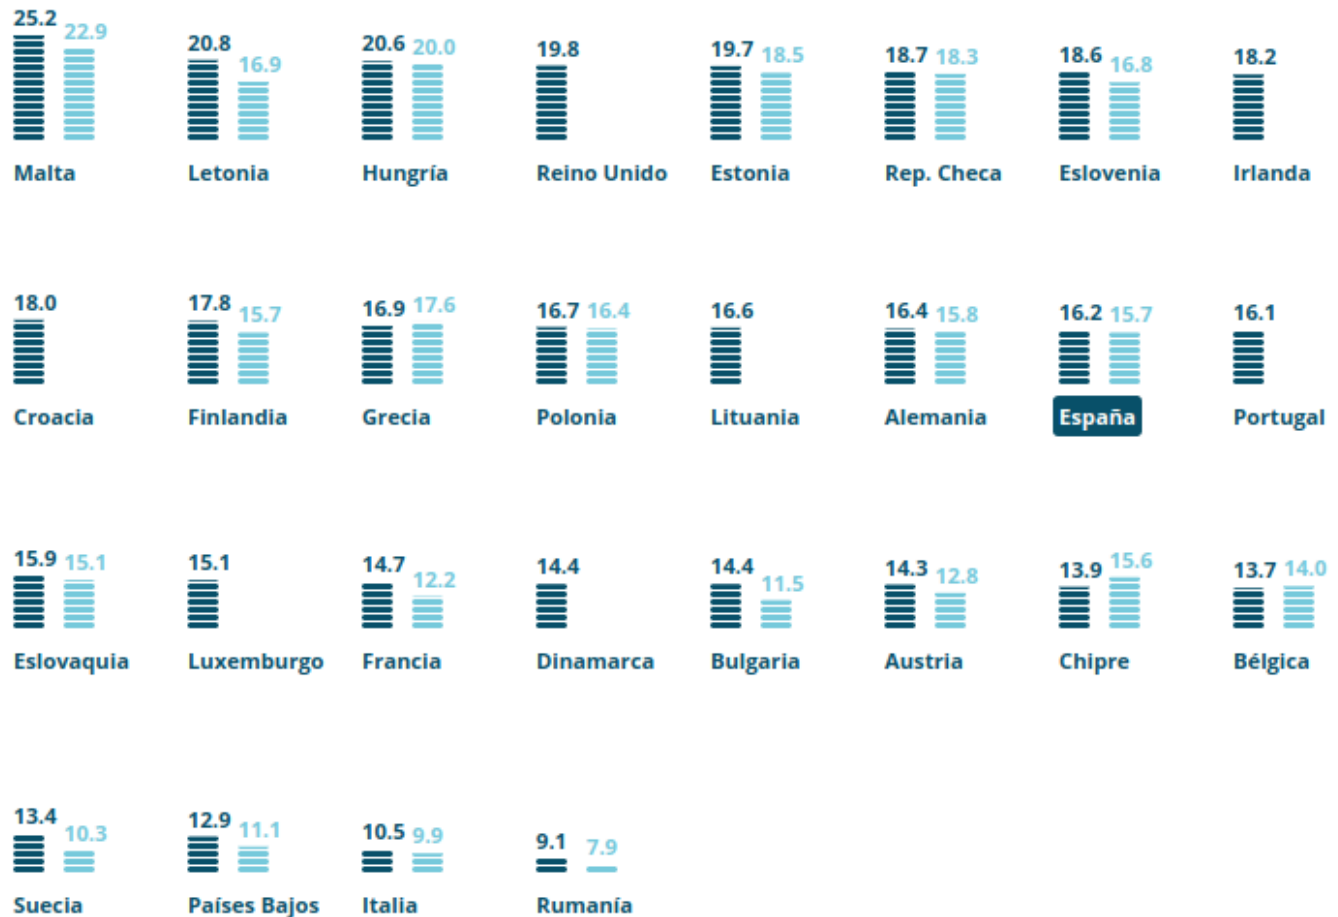 25.2 22.9
20.8 16.9
20.6 20.0
19.8
19.7 18.5
18.7 18.3
18.6 16.8
18.2
Malta
Letonia
Hungría
Reino Unido
Estonia
Rep. Checa
Eslovenia
Irlanda
18.0
17.8 15.7
16.9 17.6
16.7 16.4
16.6
16.4 15.8
16.2 15.7
16.1
Croacia
Finlandia
Grecia
Polonia
Lituania
Alemania
España
Portugal
15.9 15.1
15.1
14.7 12.2
14.4
14.4 11.5
14.3 12.8
13.9 15.6
13.7 14.0
Eslovaquia
Luxemburgo
Francia
Dinamarca
Bulgaria
Austria
Chipre
Bélgica
13.4 10.3
12.9 11.1
10.5 9.9
9.1 7.9
Suecia
Países Bajos
Italia
Rumanía